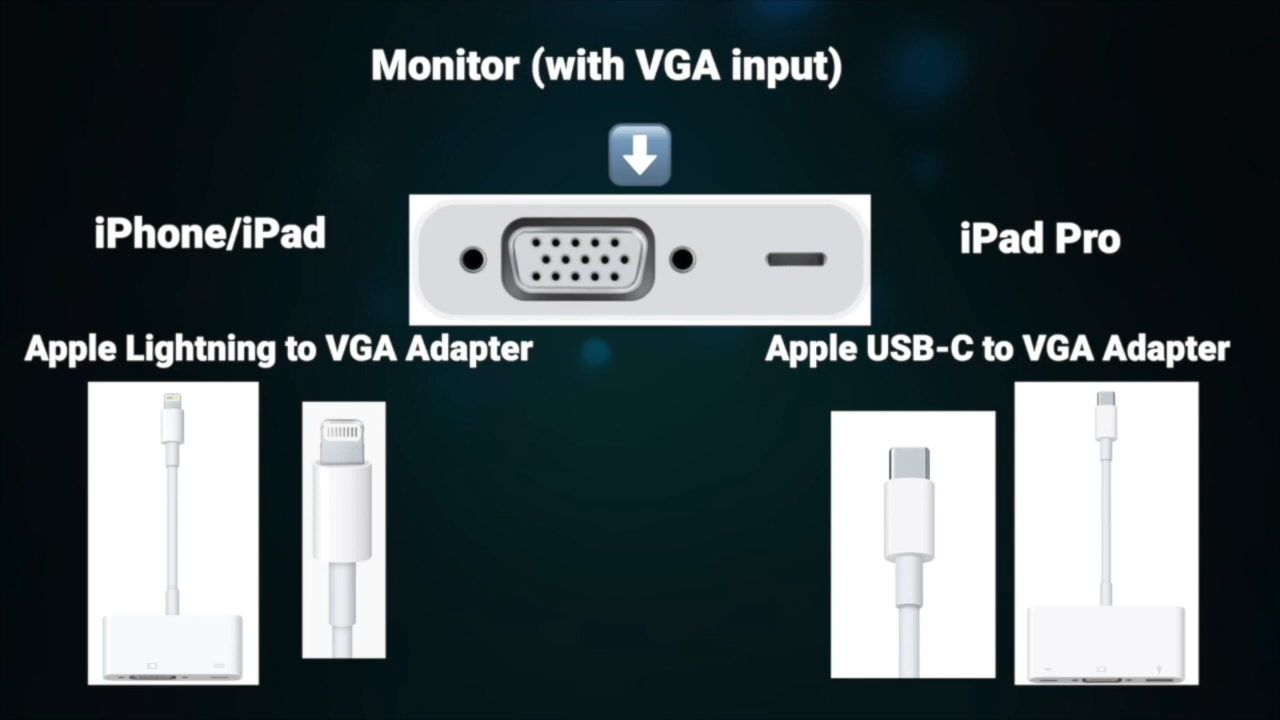 Monitor (with VGA input)
iPhone/iPad
iPad Pro
Apple Lightning to VGA Adapter
Apple USB-C to VGA Adapter